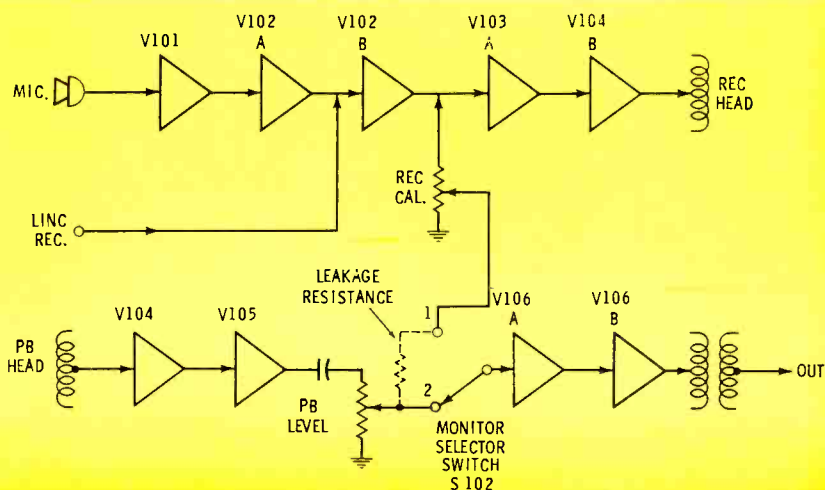 V101
V102
A
V102
B
V103
A
V104
B
MIC.
REC
HEAD
REC
CAL.
LINC
REC.
LEAKAGE
RESISTANCE
1
V104
V105
V106
A
V106
B
PB
HEAD
2
OUT
PB
LEVEL
MONITOR
SELECTOR
SWITCH
S 102